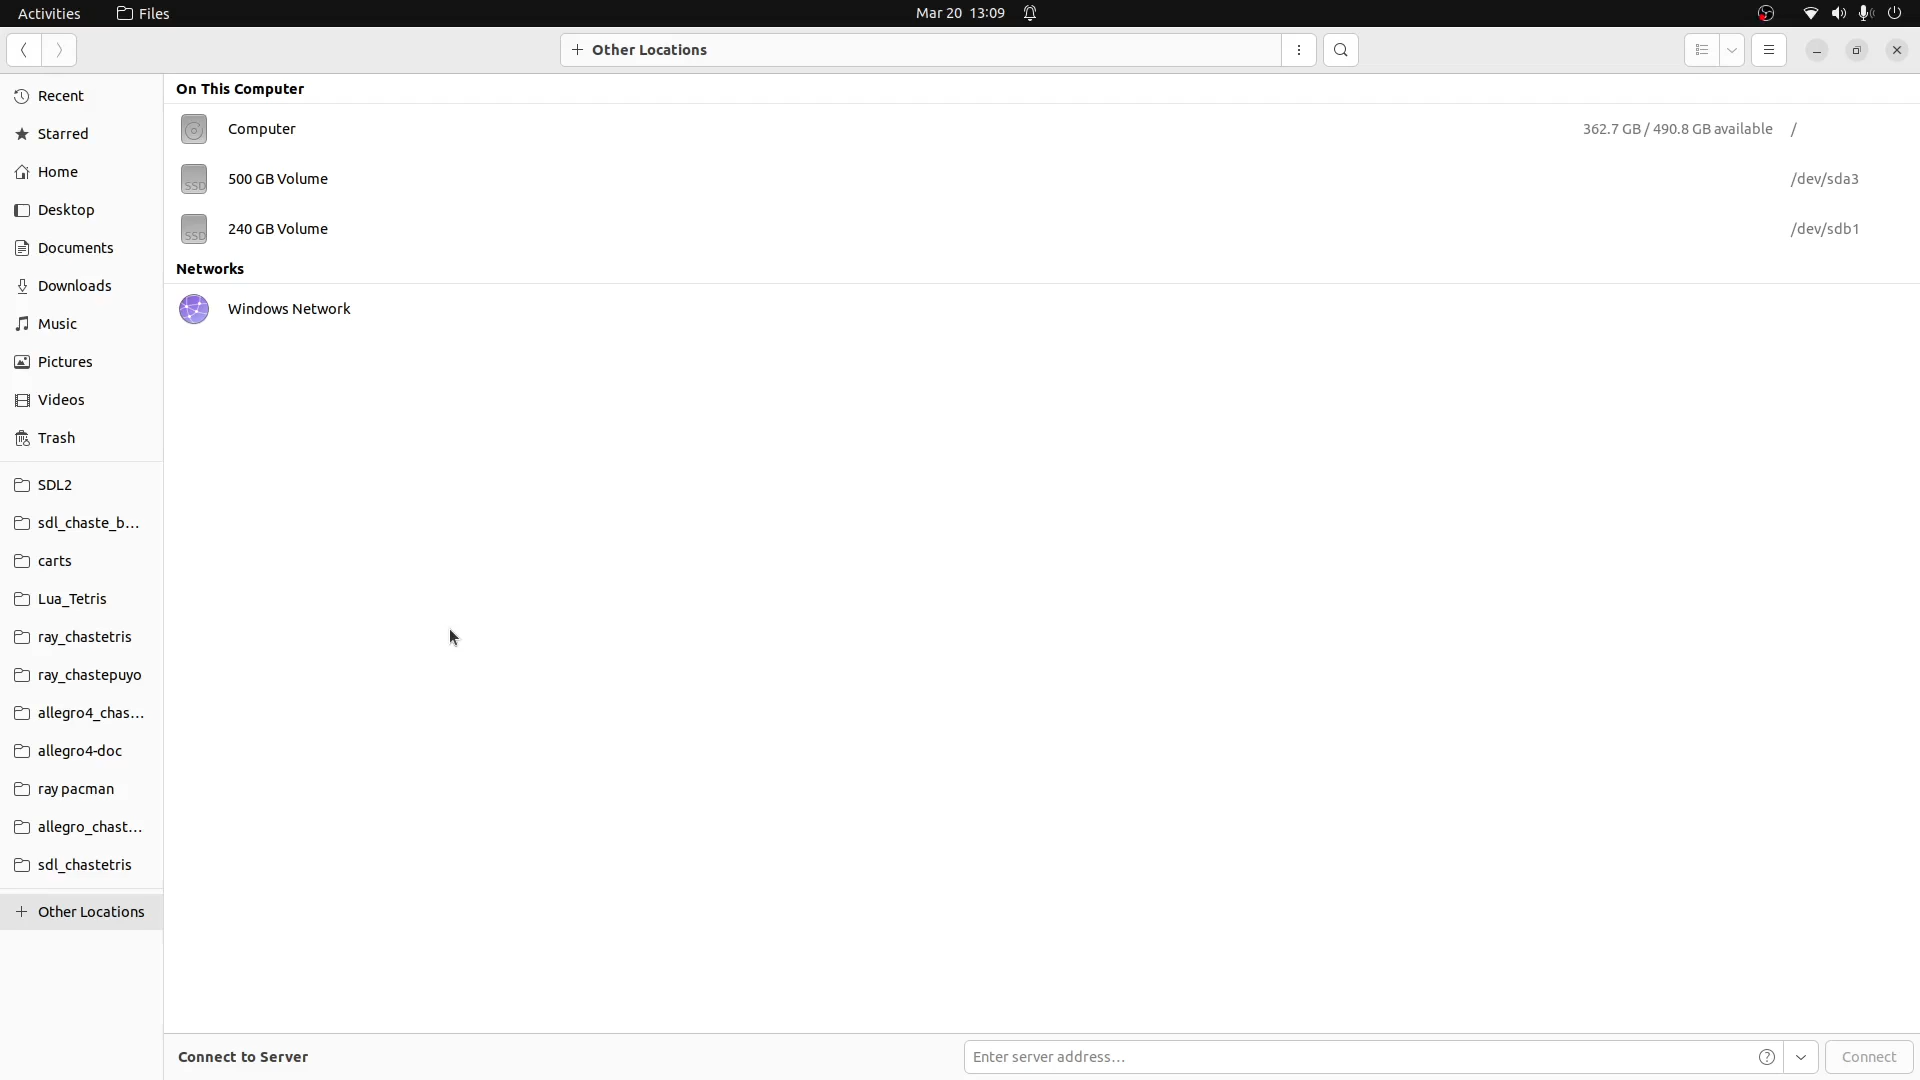 Activities Files Mar 20 13:09
Other Locations
Recent
Starred
Home
Desktop
Documents
Downloads
Music
Pictures
Videos
Trash
SDL2
sdl_chaste_b…
carts
Lua_Tetris
ray_chastetris
ray_chastepuyo
allegro4_chas…
allegro4-doc
ray pacman
allegro_chast…
sdl_chastetris
Other Locations
On This Computer
Computer 362.7 GB / 490.8 GB available /
SSD 500 GB Volume /dev/sda3
SSD 240 GB Volume /dev/sdb1
Networks
Windows Network
Connect to Server Enter server address… Connect